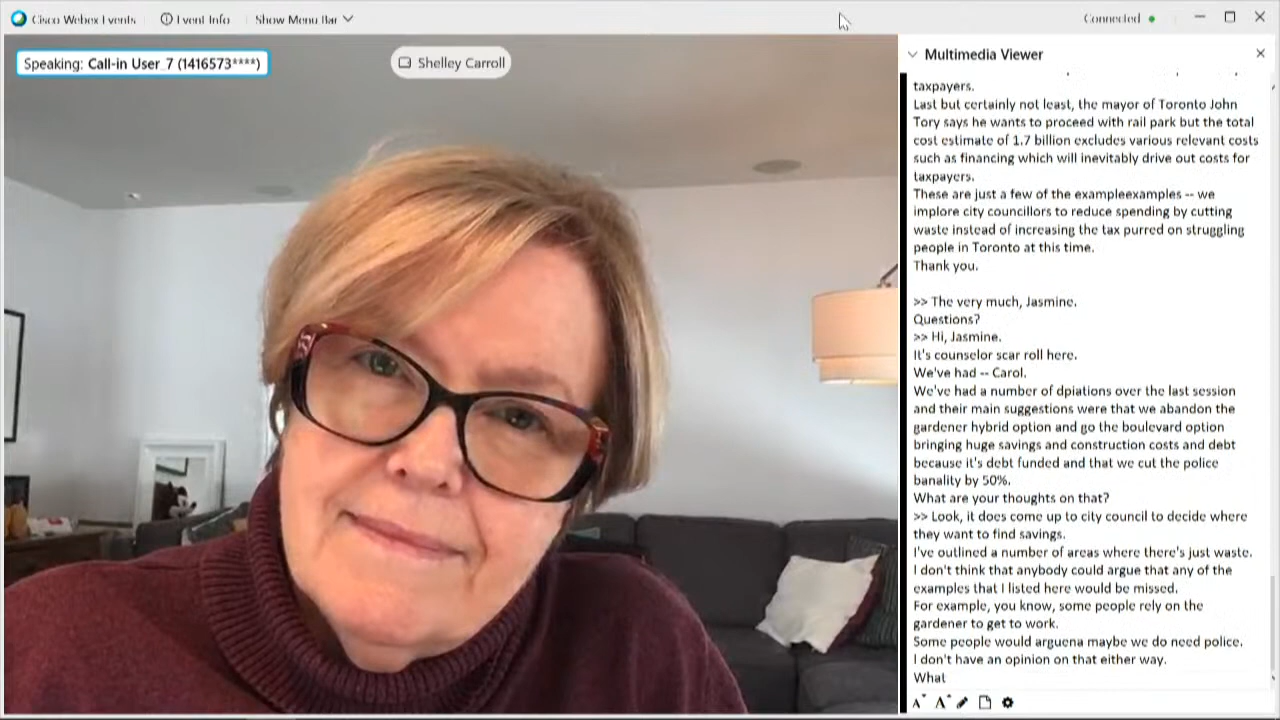 Cisco Webex Events
Event Info
Show Menu Bar
Connected
Speaking: Call-in User_7 (1416573****)
Shelley Carroll
Multimedia Viewer
taxpayers.
Last but certainly not least, the mayor of Toronto John
Tory says he wants to proceed with rail park but the total
cost estimate of 1.7 billion excludes various relevant costs
such as financing which will inevitably drive out costs for
taxpayers.
These are just a few of the exampleexamples -- we
implore city councillors to reduce spending by cutting
waste instead of increasing the tax purred on struggling
people in Toronto at this time.
Thank you.
>> The very much, Jasmine.
Questions?
>> Hi, Jasmine.
It's counselor scar roll here.
We've had -- Carol.
We've had a number of dpiations over the last session
and their main suggestions were that we abandon the
gardener hybrid option and go the boulevard option
bringing huge savings and construction costs and debt
because it's debt funded and that we cut the police
banality by 50%.
What are your thoughts on that?
>> Look, it does come up to city council to decide where
they want to find savings.
I've outlined a number of areas where there's just waste.
I don't think that anybody could argue that any of the
examples that I listed here would be missed.
For example, you know, some people rely on the
gardener to get to work.
Some people would arguena maybe we do need police.
I don't have an opinion on that either way.
What